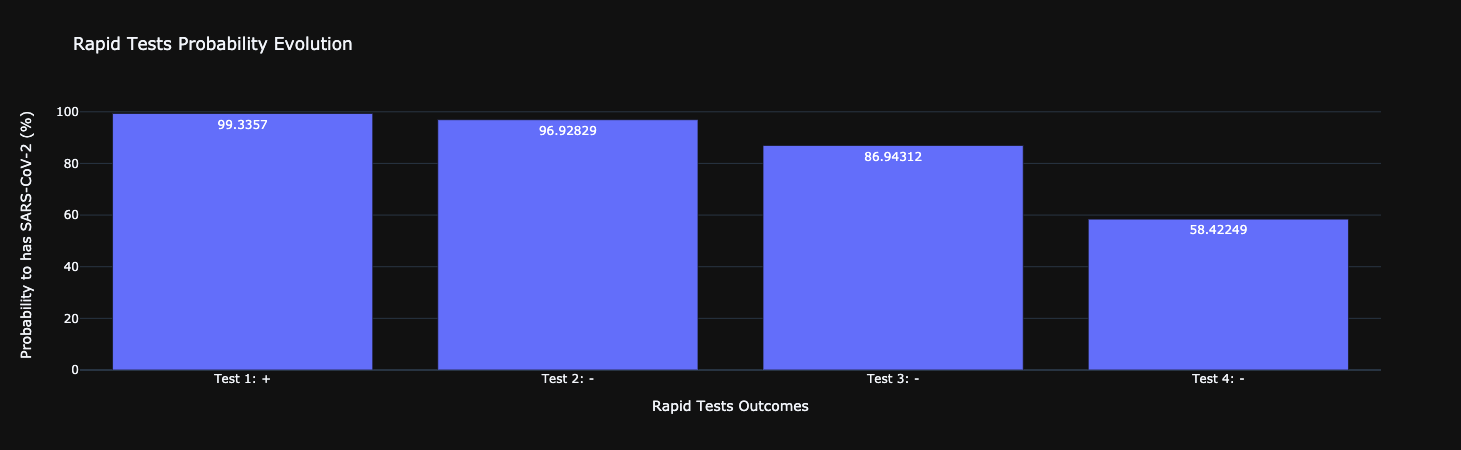 Rapid Tests Probability Evolution
Probability to has SARS-CoV-2 (%)
100
80
60
40
20
0
99.3357
96.92829
86.94312
58.42249
Test 1: +
Test 2: -
Test 3: -
Test 4: -
Rapid Tests Outcomes